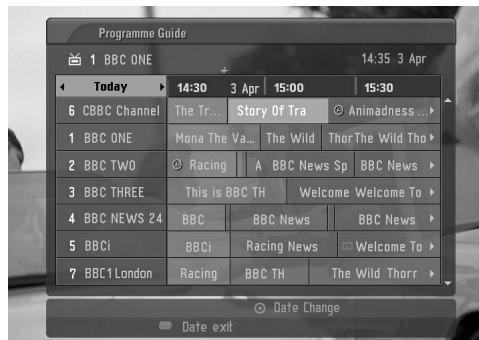 Programme Guide
1 BBC ONE 14:35 3 Apr
Today 14:30 3 Apr 15:00 15:30
6 CBBC Channel The Tr... Story Of Tra Animadness ...
1 BBC ONE Mona The Va... The Wild ThorThe Wild Tho
2 BBC TWO Racing A BBC News Sp BBC News
3 BBC THREE This is BBC TH Welcome Welcome To
4 BBC NEWS 24 BBC BBC News BBC News
5 BBCi BBCi Racing News Welcome To
7 BBC1 London Racing BBC TH The Wild Thorr
Date Change
Date exit